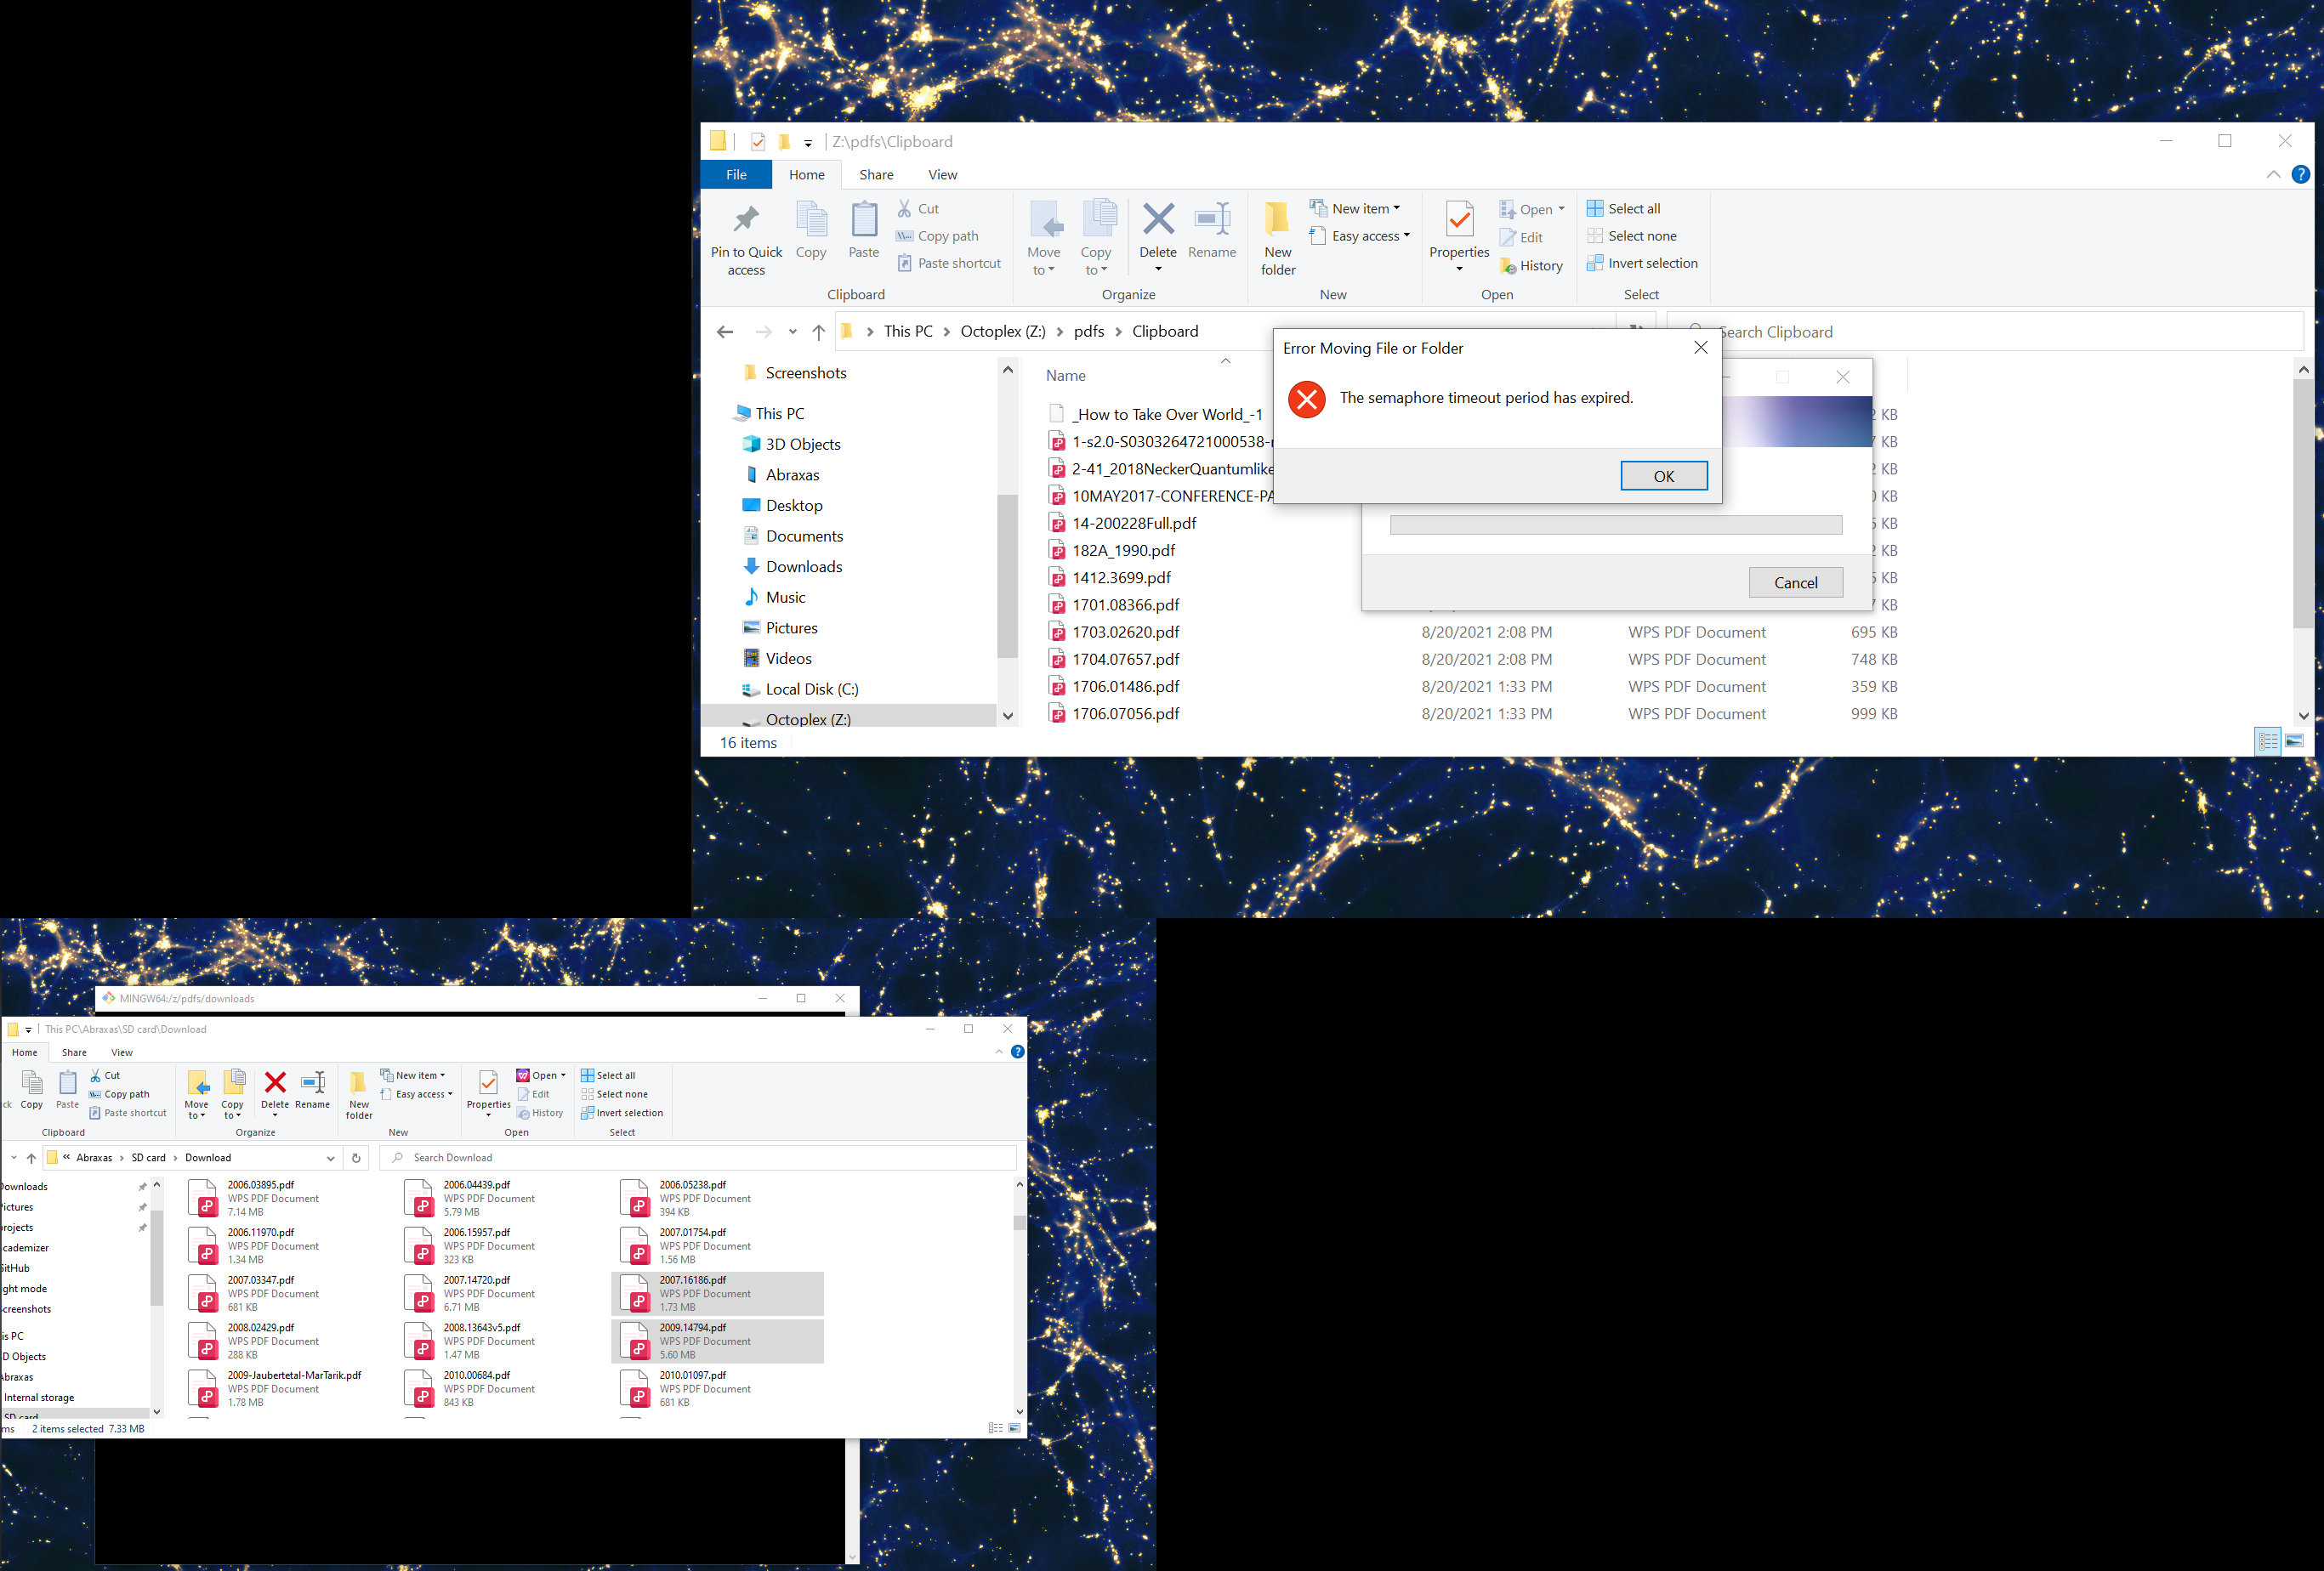 Z:\pdfs\Clipboard
File
Home
Share
View
Pin to Quick access
Copy
Paste
Cut
Copy path
Paste shortcut
Clipboard
Move to
Copy to
Delete
Rename
Organize
New folder
New item
Easy access
New
Properties
Open
Edit
History
Open
Select all
Select none
Invert selection
Select
This PC
Octoplex (Z:)
pdfs
Clipboard
Search Clipboard
Screenshots
This PC
3D Objects
Abraxas
Desktop
Documents
Downloads
Music
Pictures
Videos
Local Disk (C:)
Octoplex (Z:)
Name
_How to Take Over World_-1
1-s2.0-S0303264721000538-
2-41_2018NeckerQuantumlike
10MAY2017-CONFERENCE-PA
14-200228Full.pdf
182A_1990.pdf
1412.3699.pdf
1701.08366.pdf
1703.02620.pdf 8/20/2021 2:08 PM WPS PDF Document 695 KB
1704.07657.pdf 8/20/2021 2:08 PM WPS PDF Document 748 KB
1706.01486.pdf 8/20/2021 1:33 PM WPS PDF Document 359 KB
1706.07056.pdf 8/20/2021 1:33 PM WPS PDF Document 999 KB
KB
KB
KB
KB
KB
KB
KB
KB
16 items
Error Moving File or Folder
The semaphore timeout period has expired.
OK
Cancel
MINGW64:/z/pdfs/downloads
This PC\Abraxas\SD card\Download
Home
Share
View
ck
Copy
Paste
Cut
Copy path
Paste shortcut
Clipboard
Move to
Copy to
Delete
Rename
Organize
New folder
New item
Easy access
New
Properties
Open
Edit
History
Open
Select all
Select none
Invert selection
Select
« Abraxas
SD card
Download
Search Download
ownloads
ictures
rojects
cademizer
itHub
ght mode
creenshots
is PC
D Objects
braxas
Internal storage
SD card
2006.03895.pdf
WPS PDF Document
7.14 MB
2006.04439.pdf
WPS PDF Document
5.79 MB
2006.05238.pdf
WPS PDF Document
394 KB
2006.11970.pdf
WPS PDF Document
1.34 MB
2006.15957.pdf
WPS PDF Document
323 KB
2007.01754.pdf
WPS PDF Document
1.56 MB
2007.03347.pdf
WPS PDF Document
681 KB
2007.14720.pdf
WPS PDF Document
6.71 MB
2007.16186.pdf
WPS PDF Document
1.73 MB
2008.02429.pdf
WPS PDF Document
288 KB
2008.13643v5.pdf
WPS PDF Document
1.47 MB
2009.14794.pdf
WPS PDF Document
5.60 MB
2009-Jaubertetal-MarTarik.pdf
WPS PDF Document
1.78 MB
2010.00684.pdf
WPS PDF Document
843 KB
2010.01097.pdf
WPS PDF Document
681 KB
ms
2 items selected 7.33 MB